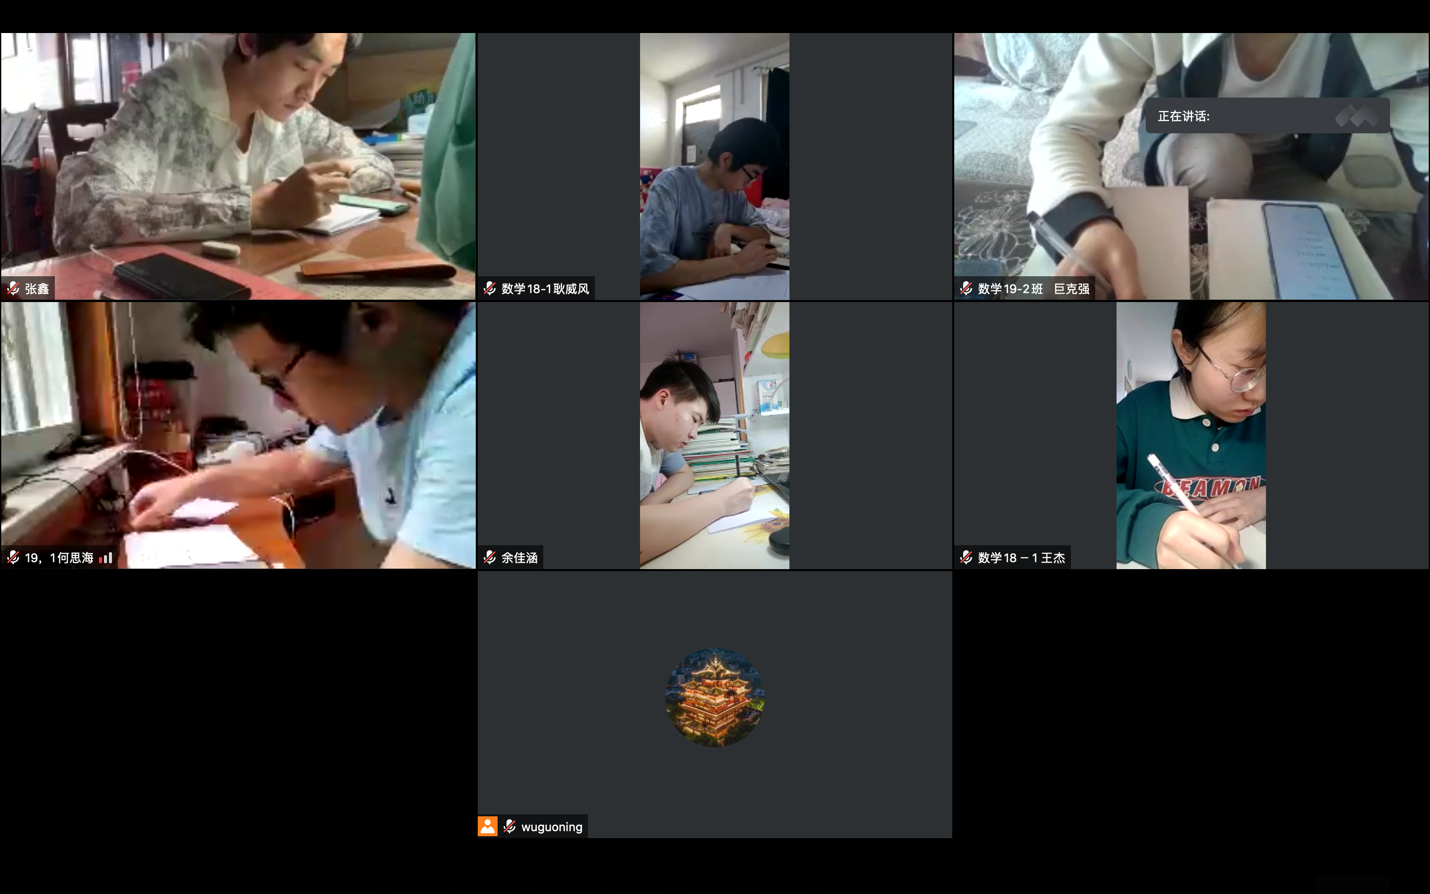 正在讲话:
张鑫
数学18-1耿威风
数学19-2班 巨克强
19，1何思海
余佳涵
数学18－1王杰
BEAMON
wuguoning